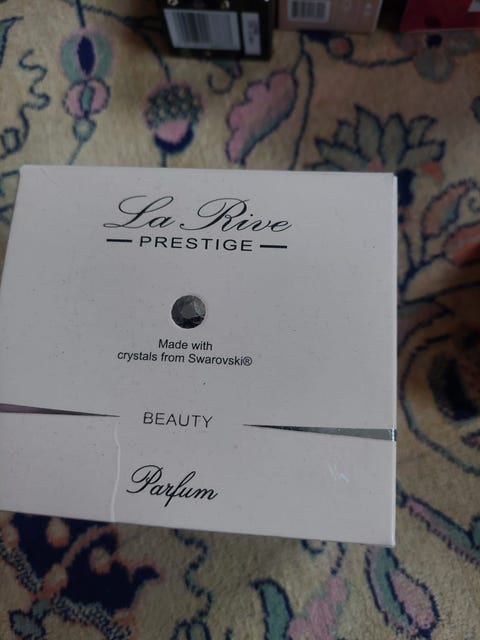 La Rive
PRESTIGE
Made with
crystals from Swarovski®
BEAUTY
Parfum